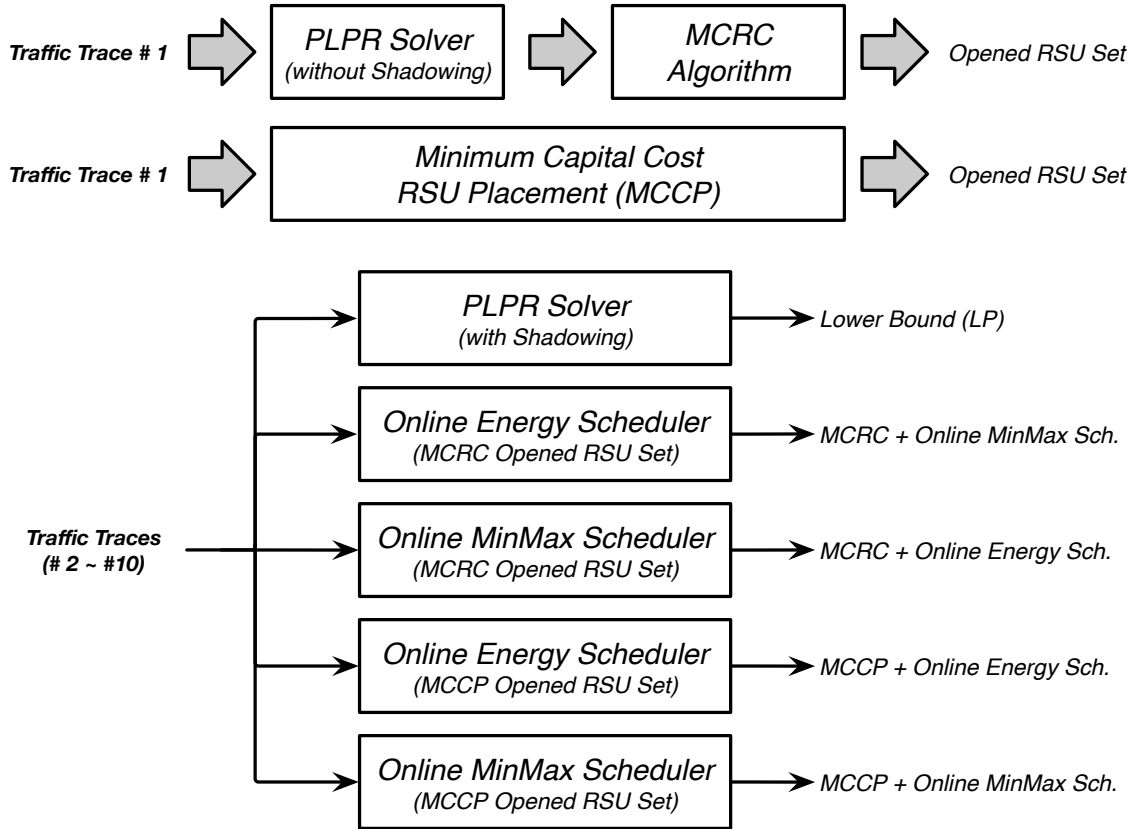 Traffic Trace # 1
PLPR Solver
(without Shadowing)
MCRC
Algorithm
Opened RSU Set
Traffic Trace # 1
Minimum Capital Cost
RSU Placement (MCCP)
Opened RSU Set
PLPR Solver
(with Shadowing)
Lower Bound (LP)
Online Energy Scheduler
(MCRC Opened RSU Set)
MCRC + Online MinMax Sch.
Traffic Traces
(# 2 ~ #10)
Online MinMax Scheduler
(MCRC Opened RSU Set)
MCRC + Online Energy Sch.
Online Energy Scheduler
(MCCP Opened RSU Set)
MCCP + Online Energy Sch.
Online MinMax Scheduler
(MCCP Opened RSU Set)
MCCP + Online MinMax Sch.